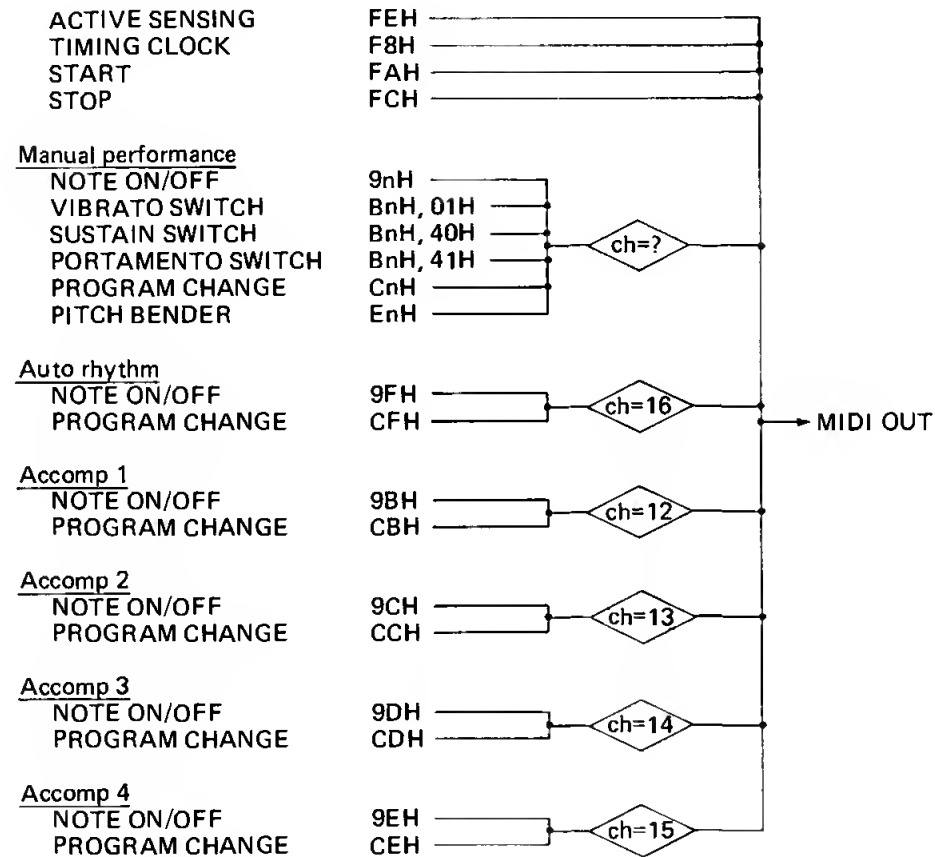 ACTIVE SENSING FEH
TIMING CLOCK F8H
START FAH
STOP FCH
Manual performance
NOTE ON/OFF 9nH
VIBRATO SWITCH BnH, 01H
SUSTAIN SWITCH BnH, 40H
ch=?
PORTAMENTO SWITCH BnH, 41H
PROGRAM CHANGE CnH
PITCH BENDER EnH
Auto rhythm
NOTE ON/OFF 9FH
ch=16
PROGRAM CHANGE CFH
MIDI OUT
Accomp 1
NOTE ON/OFF 9BH
ch=12
PROGRAM CHANGE CBH
Accomp 2
NOTE ON/OFF 9CH
ch=13
PROGRAM CHANGE CCH
Accomp 3
NOTE ON/OFF 9DH
ch=14
PROGRAM CHANGE CDH
Accomp 4
NOTE ON/OFF 9EH
ch=15
PROGRAM CHANGE CEH